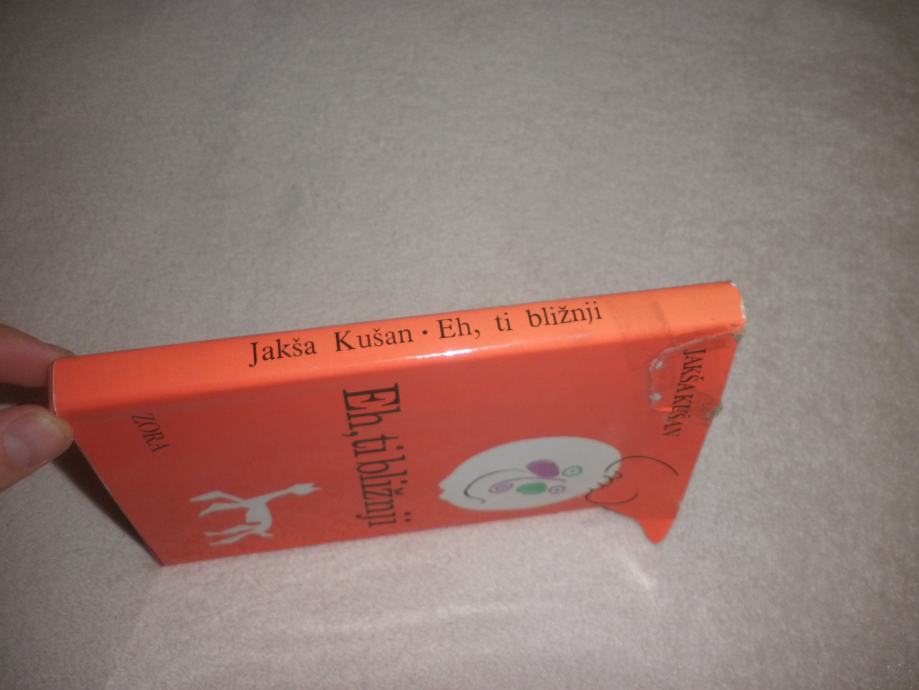 Jakša Kušan · Eh, ti bližnji
JAKŠA KUŠAN
Eh, ti bližnji
ZORA